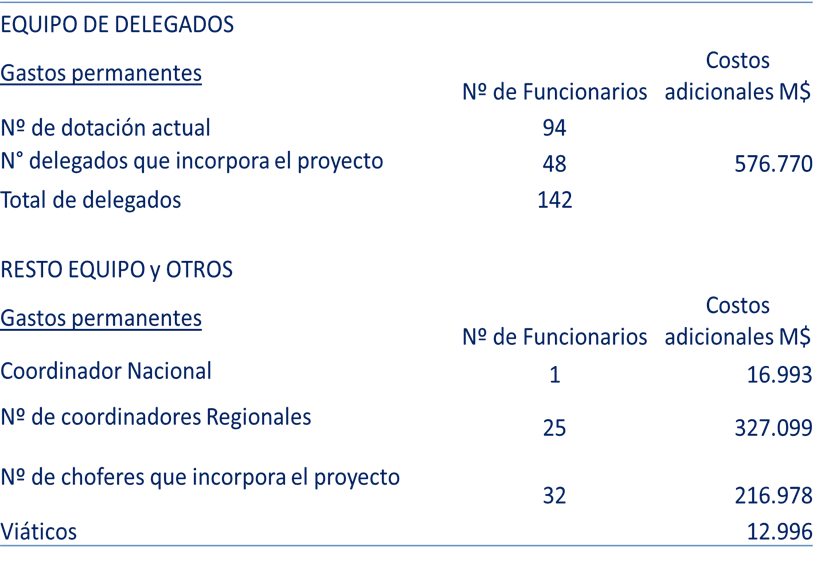 EQUIPO DE DELEGADOS
Gastos permanentes
Nº de Funcionarios
Costos
adicionales M$
Nº de dotación actual 94
N° delegados que incorpora el proyecto 48 576.770
Total de delegados 142
RESTO EQUIPO y OTROS
Gastos permanentes
Nº de Funcionarios
Costos
adicionales M$
Coordinador Nacional 1 16.993
Nº de coordinadores Regionales 25 327.099
Nº de choferes que incorpora el proyecto 32 216.978
Viáticos 12.996